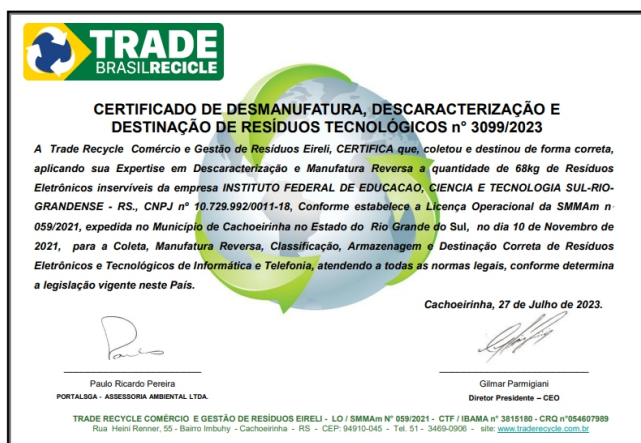 TRADE
BRASILRECICLE
CERTIFICADO DE DESMANUFATURA, DESCARACTERIZAÇÃO E
DESTINAÇÃO DE RESÍDUOS TECNOLÓGICOS n° 3099/2023
A Trade Recycle Comércio e Gestão de Resíduos Eireli, CERTIFICA que, coletou e destinou de forma correta,
aplicando sua Expertise em Descaracterização e Manufatura Reversa a quantidade de 68kg de Resíduos
Eletrônicos inservíveis da empresa INSTITUTO FEDERAL DE EDUCACAO, CIENCIA E TECNOLOGIA SUL-RIO-
GRANDENSE - RS., CNPJ nº 10.729.992/0011-18, Conforme estabelece a Licença Operacional da SMMAm n
059/2021, expedida no Município de Cachoeirinha no Estado do Rio Grande do Sul, no dia 10 de Novembro de
2021, para a Coleta, Manufatura Reversa, Classificação, Armazenagem e Destinação Correta de Resíduos
Eletrônicos e Tecnológicos de Informática e Telefonia, atendendo a todas as normas legais, conforme determina
a legislação vigente neste País.
Cachoeirinha, 27 de Julho de 2023.
Paulo Ricardo Pereira
PORTALSGA - ASSESSORIA AMBIENTAL LTDA.
Gilmar Parmigiani
Diretor Presidente – CEO
TRADE RECYCLE COMÉRCIO E GESTÃO DE RESÍDUOS EIRELI - LO / SMMAm Nº 059/2021 - CTF / IBAMA n° 3815180 - CRQ n°054607989
Rua Heini Renner, 55 - Bairro Imbuhy - Cachoeirinha - RS - CEP: 94910-045 - Tel. 51 - 3469-0906 - site: www.traderecycle.com.br